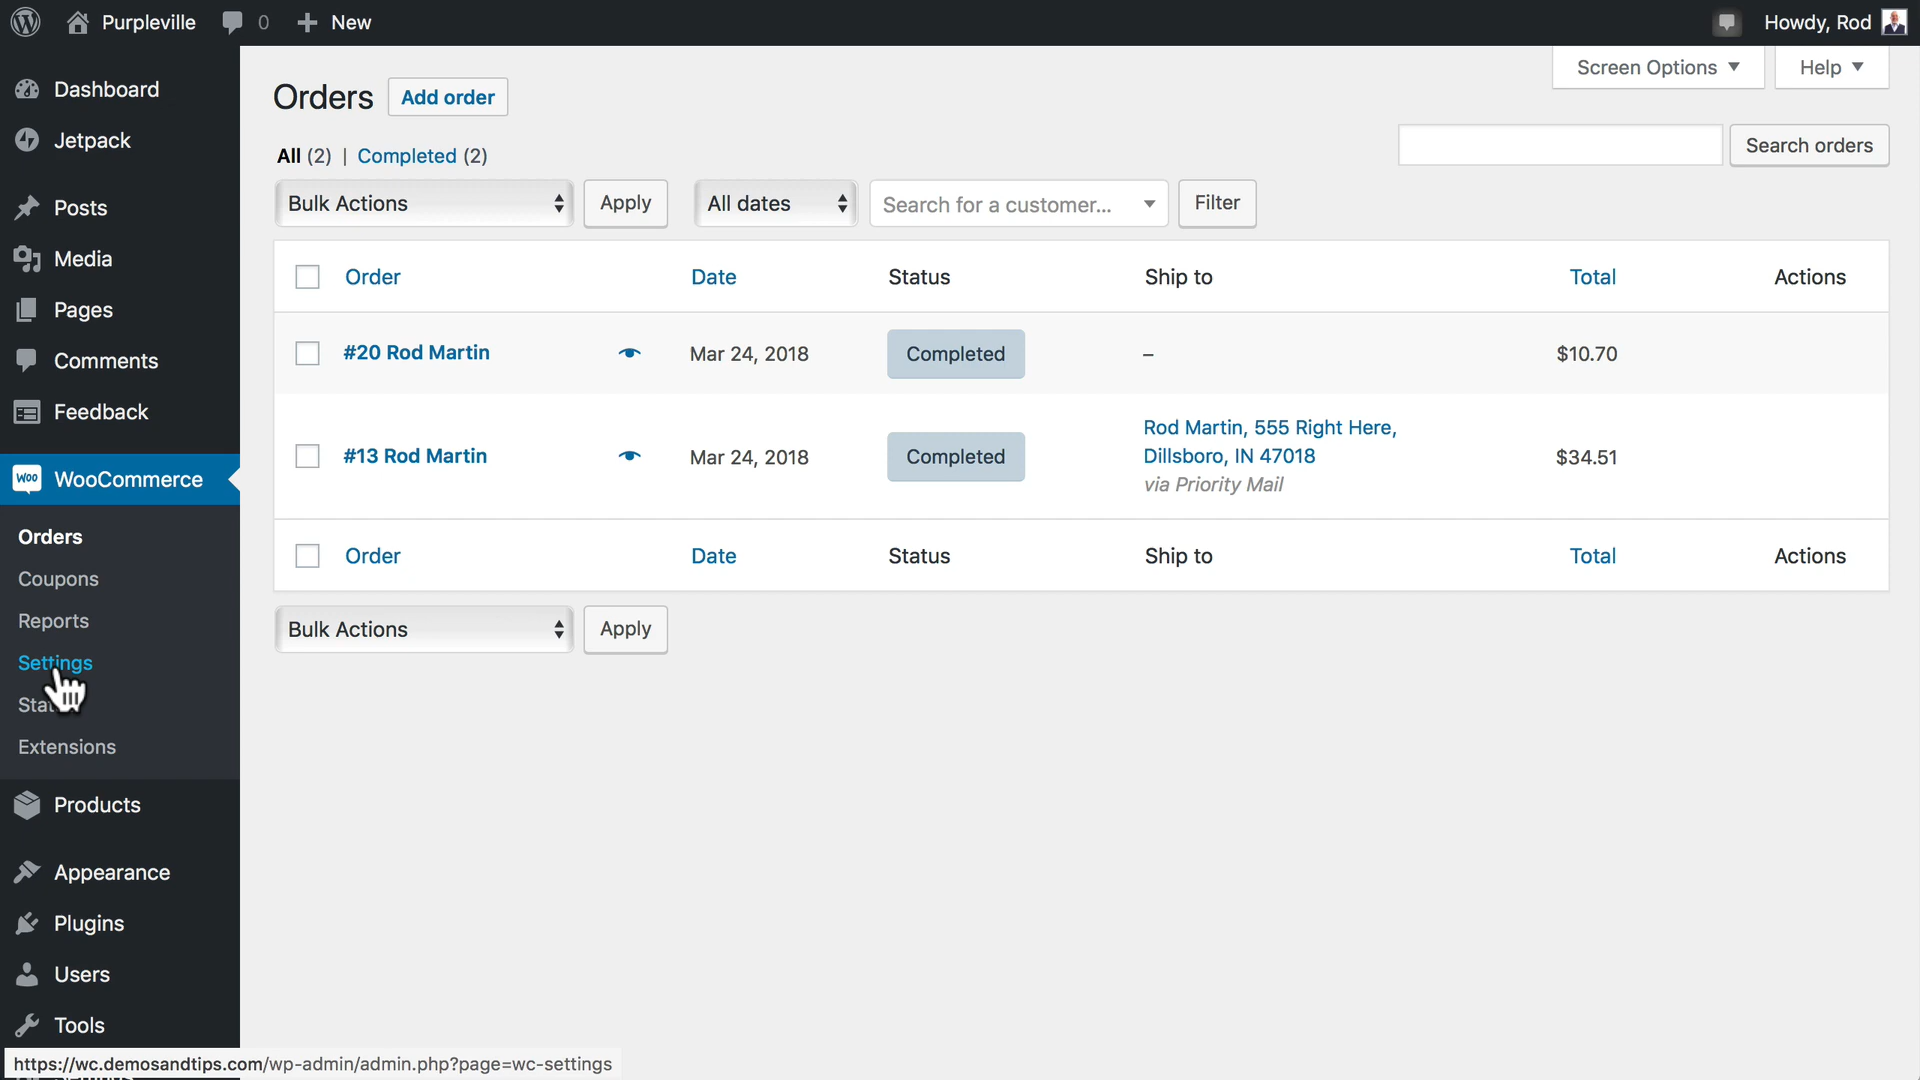 Purpleville 0 New Howdy, Rod
Dashboard
Jetpack
Posts
Media
Pages
Comments
Feedback
WOO WooCommerce
Orders
Coupons
Reports
Settings
Extensions
Products
Appearance
Plugins
Users
Tools
Screen Options Help
Orders Add order
All (2) | Completed (2)
Search orders
Bulk Actions Apply All dates Search for a customer... Filter
Order Date Status Ship to Total Actions
#20 Rod Martin Mar 24, 2018 Completed – $10.70
#13 Rod Martin Mar 24, 2018 Completed Rod Martin, 555 Right Here, $34.51
Dillsboro, IN 47018
via Priority Mail
Order Date Status Ship to Total Actions
Bulk Actions Apply
https://wc.demosandtips.com/wp-admin/admin.php?page=wc-settings